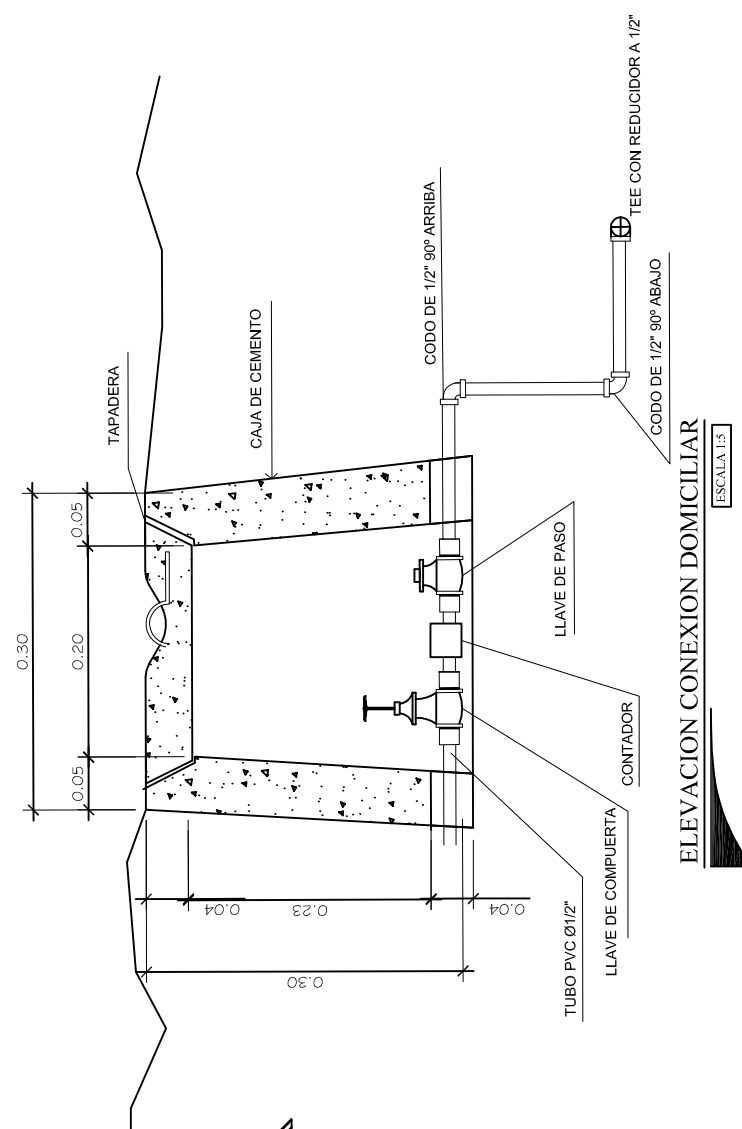 0.30
0.05
0.20
0.05
TAPADERA
CAJA DE CEMENTO
CODO DE 1/2" 90º ARRIBA
TEE CON REDUCIDOR A 1/2"
CODO DE 1/2" 90º ABAJO
LLAVE DE PASO
CONTADOR
LLAVE DE COMPUERTA
TUBO PVC Ø1/2"
0.04
0.23
0.04
0.30
ELEVACION CONEXION DOMICILIAR
ESCALA 1:5